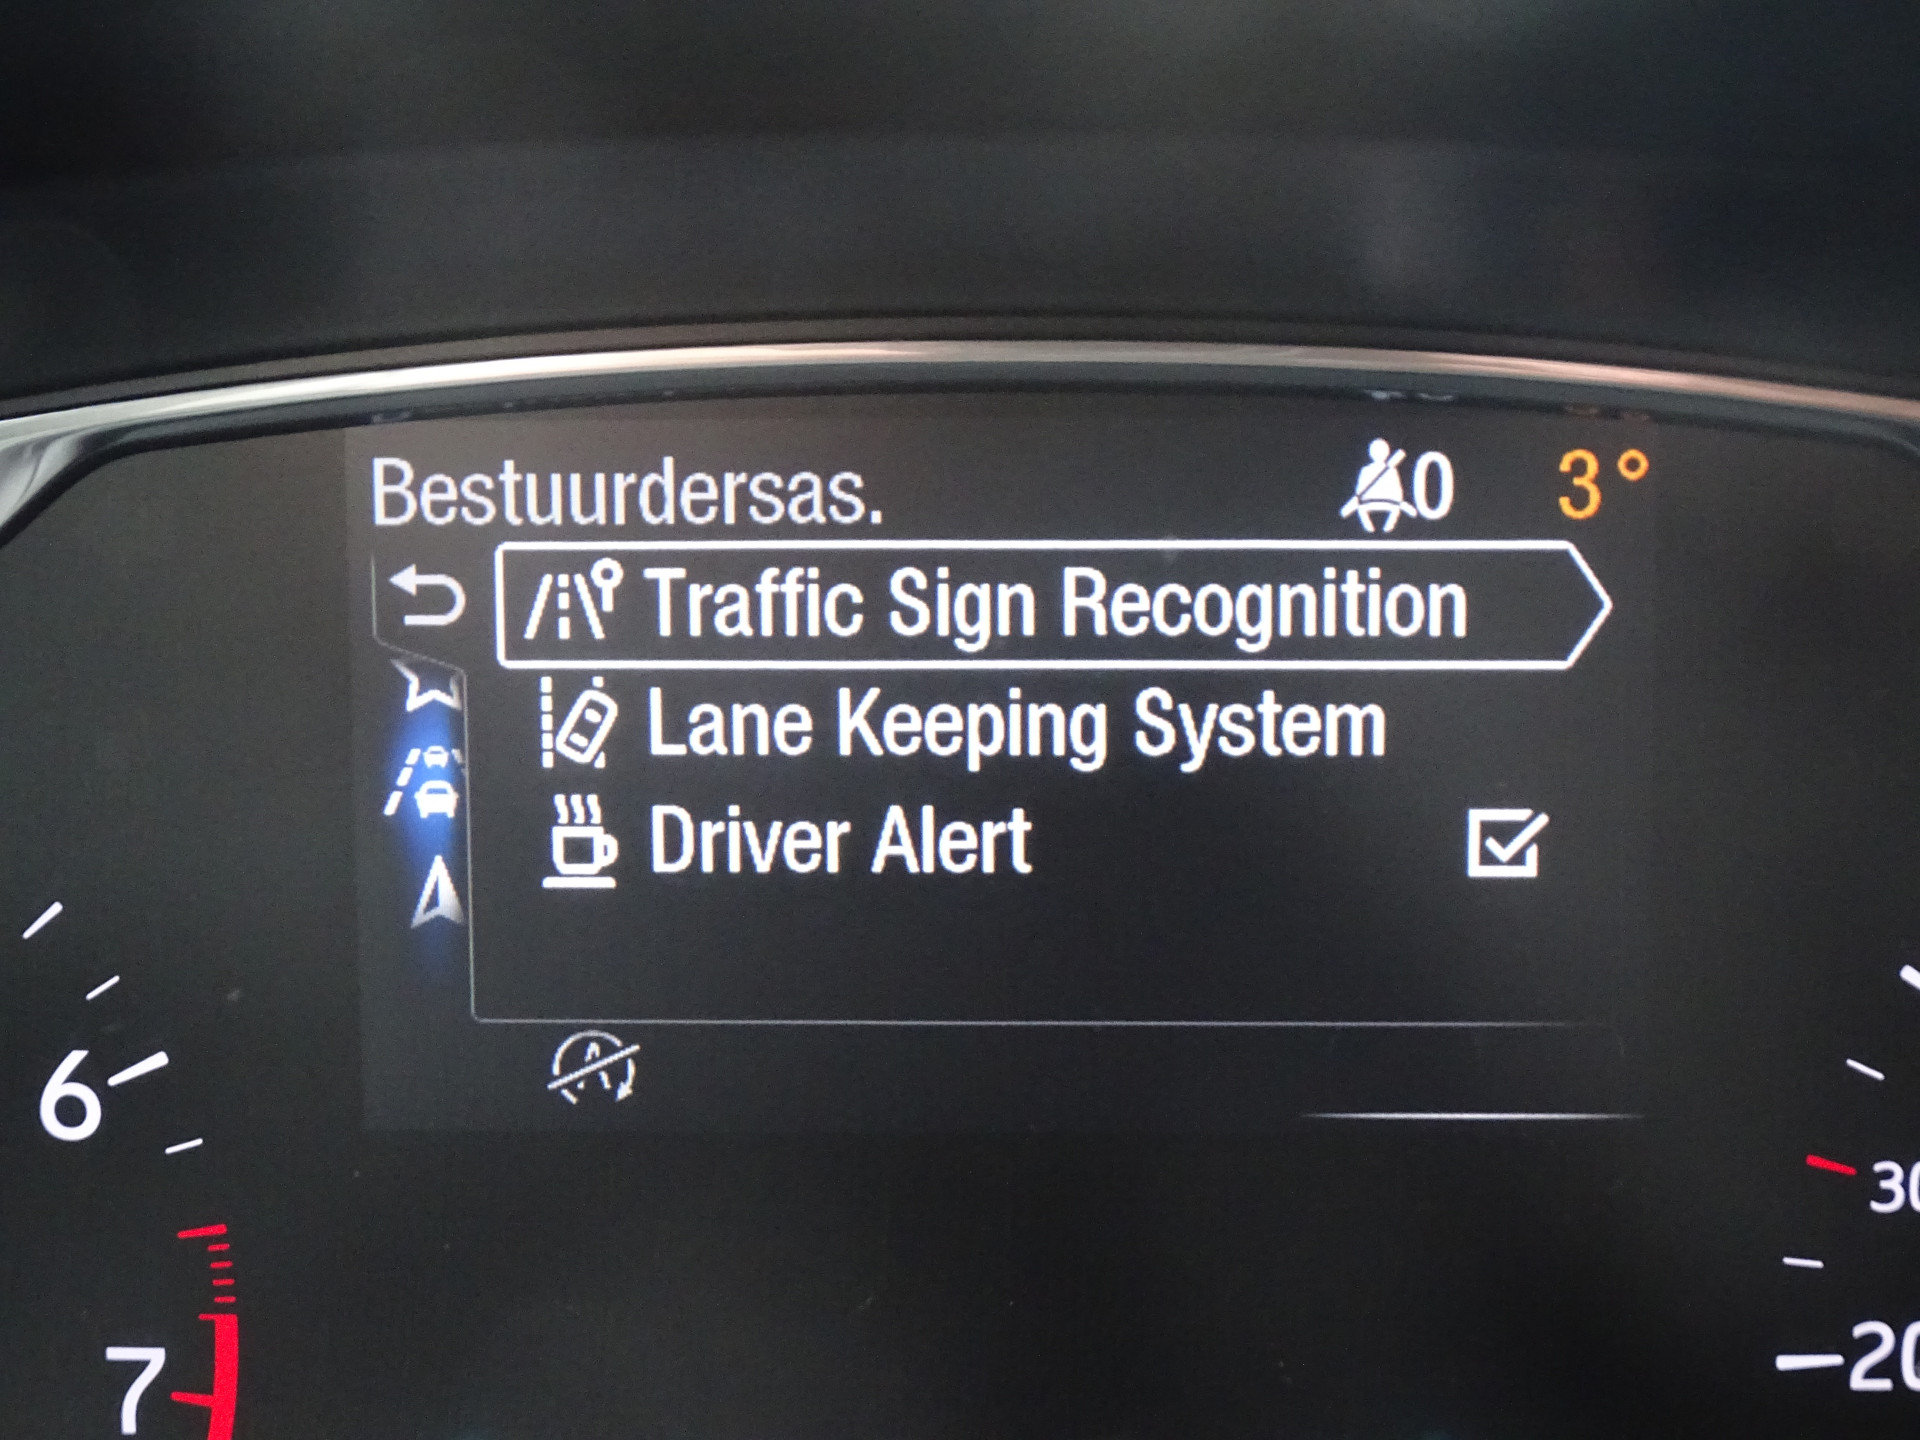 Bestuurdersas. 0 3°
Traffic Sign Recognition
Lane Keeping System
Driver Alert
6
7
30
20